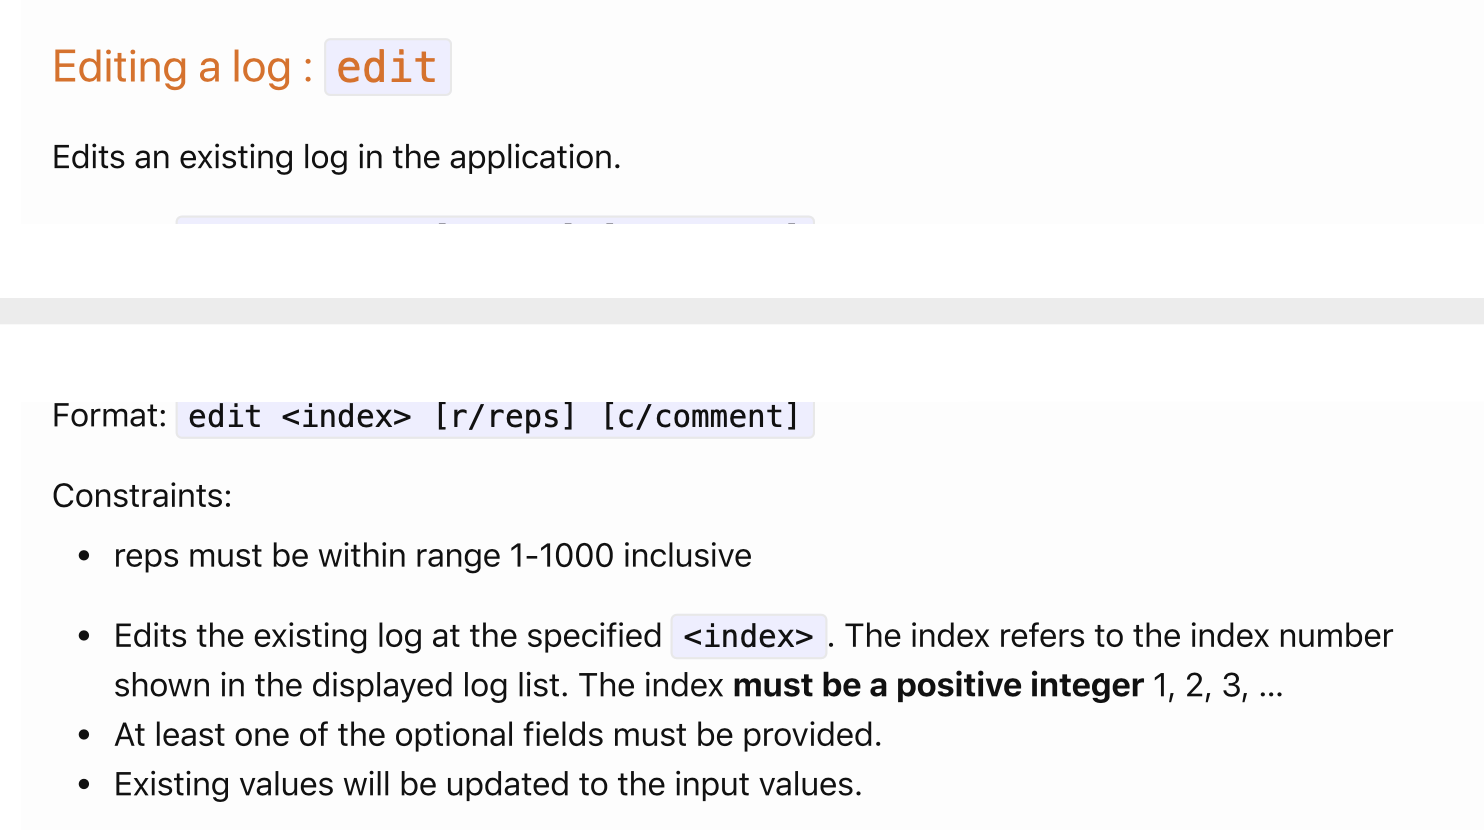 Editing a log : edit
Edits an existing log in the application.
Format: edit <index> [r/reps] [c/comment]
Constraints:
• reps must be within range 1-1000 inclusive
• Edits the existing log at the specified <index>. The index refers to the index number
shown in the displayed log list. The index must be a positive integer 1, 2, 3, …
• At least one of the optional fields must be provided.
• Existing values will be updated to the input values.